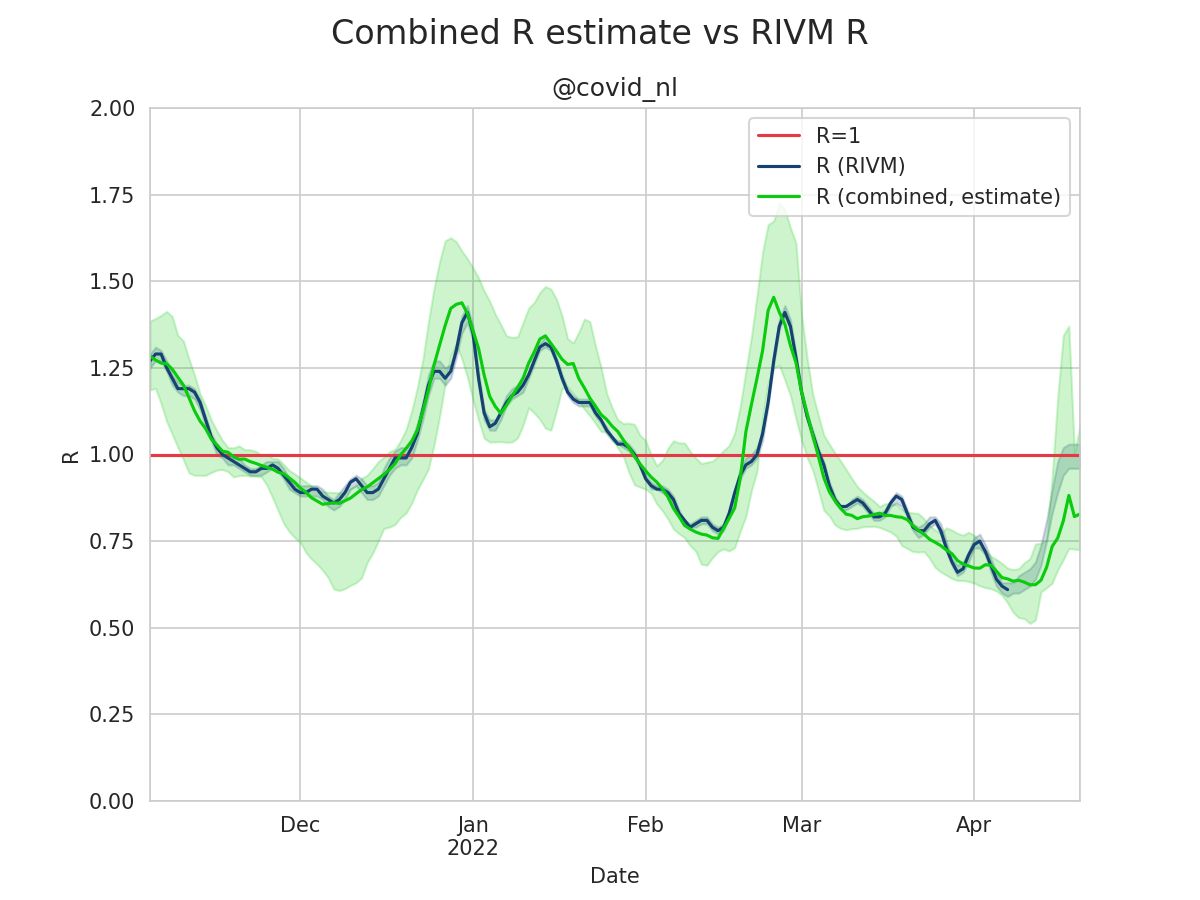 Combined R estimate vs RIVM R
@covid_nl
2.00
1.75
1.50
1.25
1.00
0.75
0.50
0.25
0.00
R
R=1
R (RIVM)
R (combined, estimate)
Dec
Jan
2022
Feb
Mar
Apr
Date